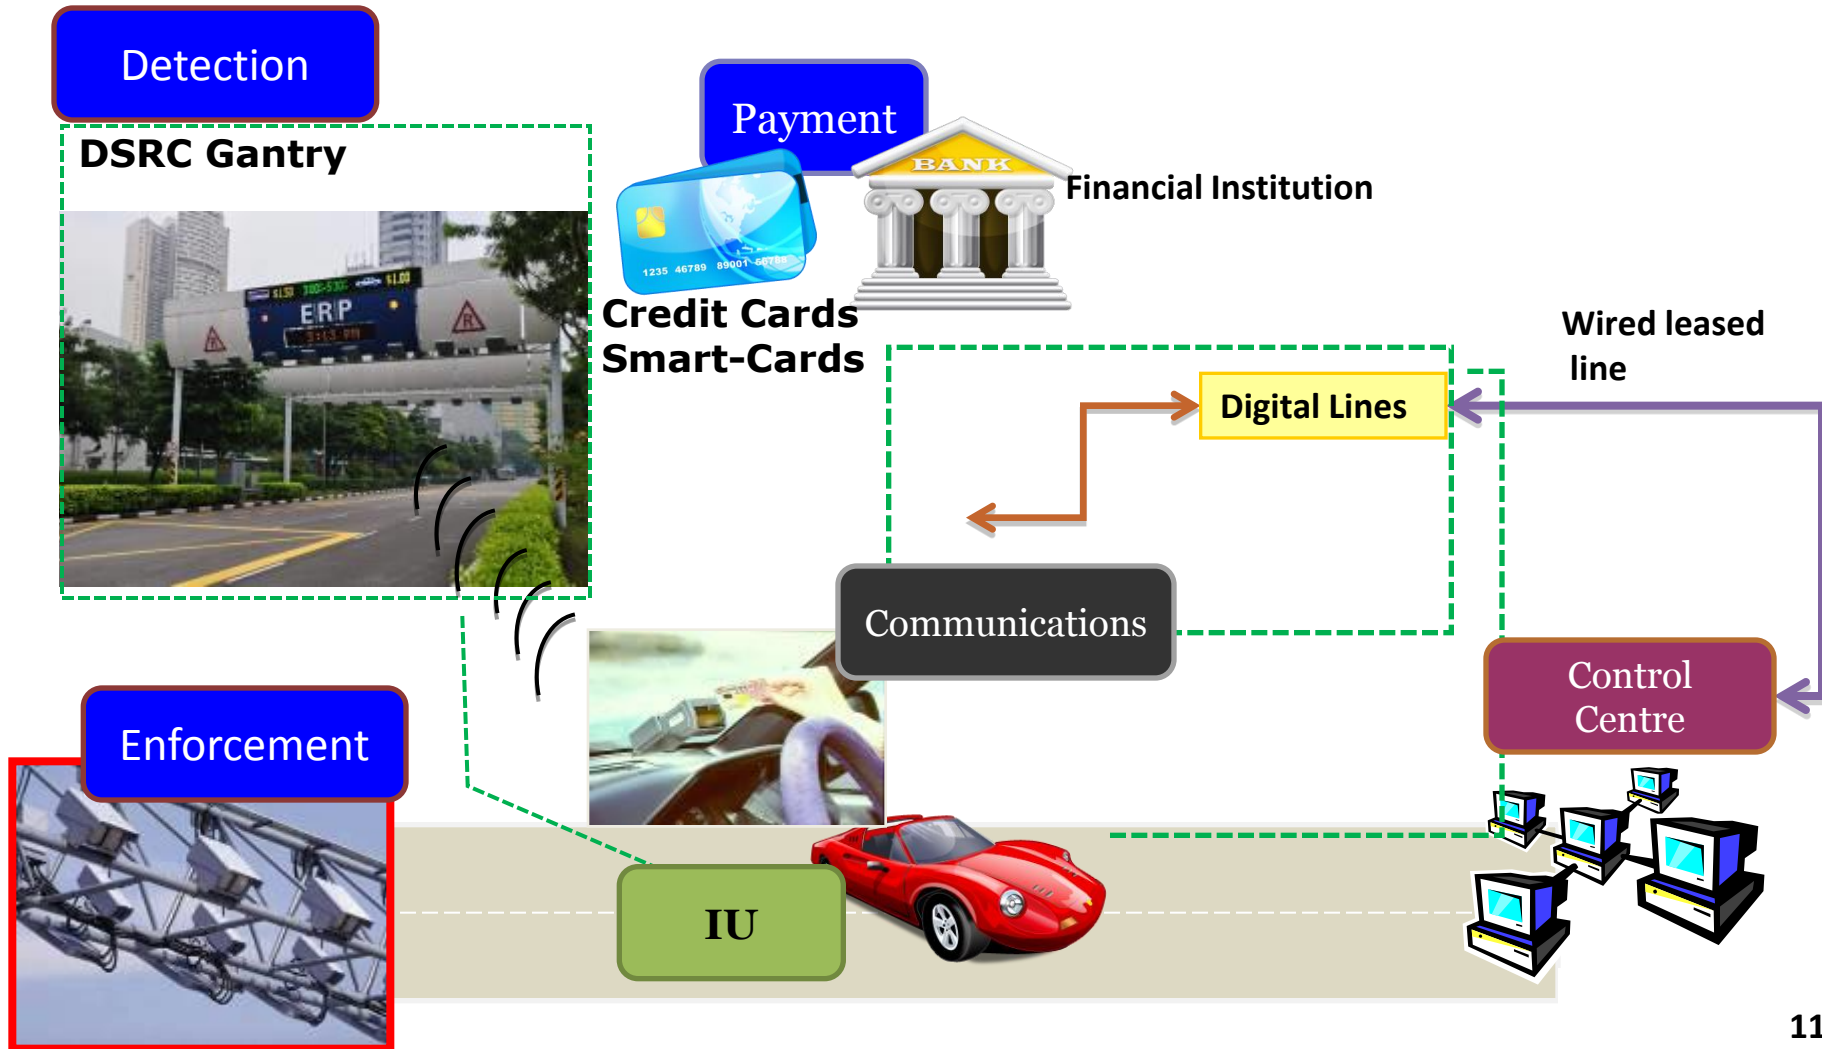 Detection
DSRC Gantry
ERP
Payment
BANK
Financial Institution
1235 46789 89001 56788
Credit Cards
Smart-Cards
Wired leased
line
Digital Lines
Communications
Control
Centre
Enforcement
IU
11